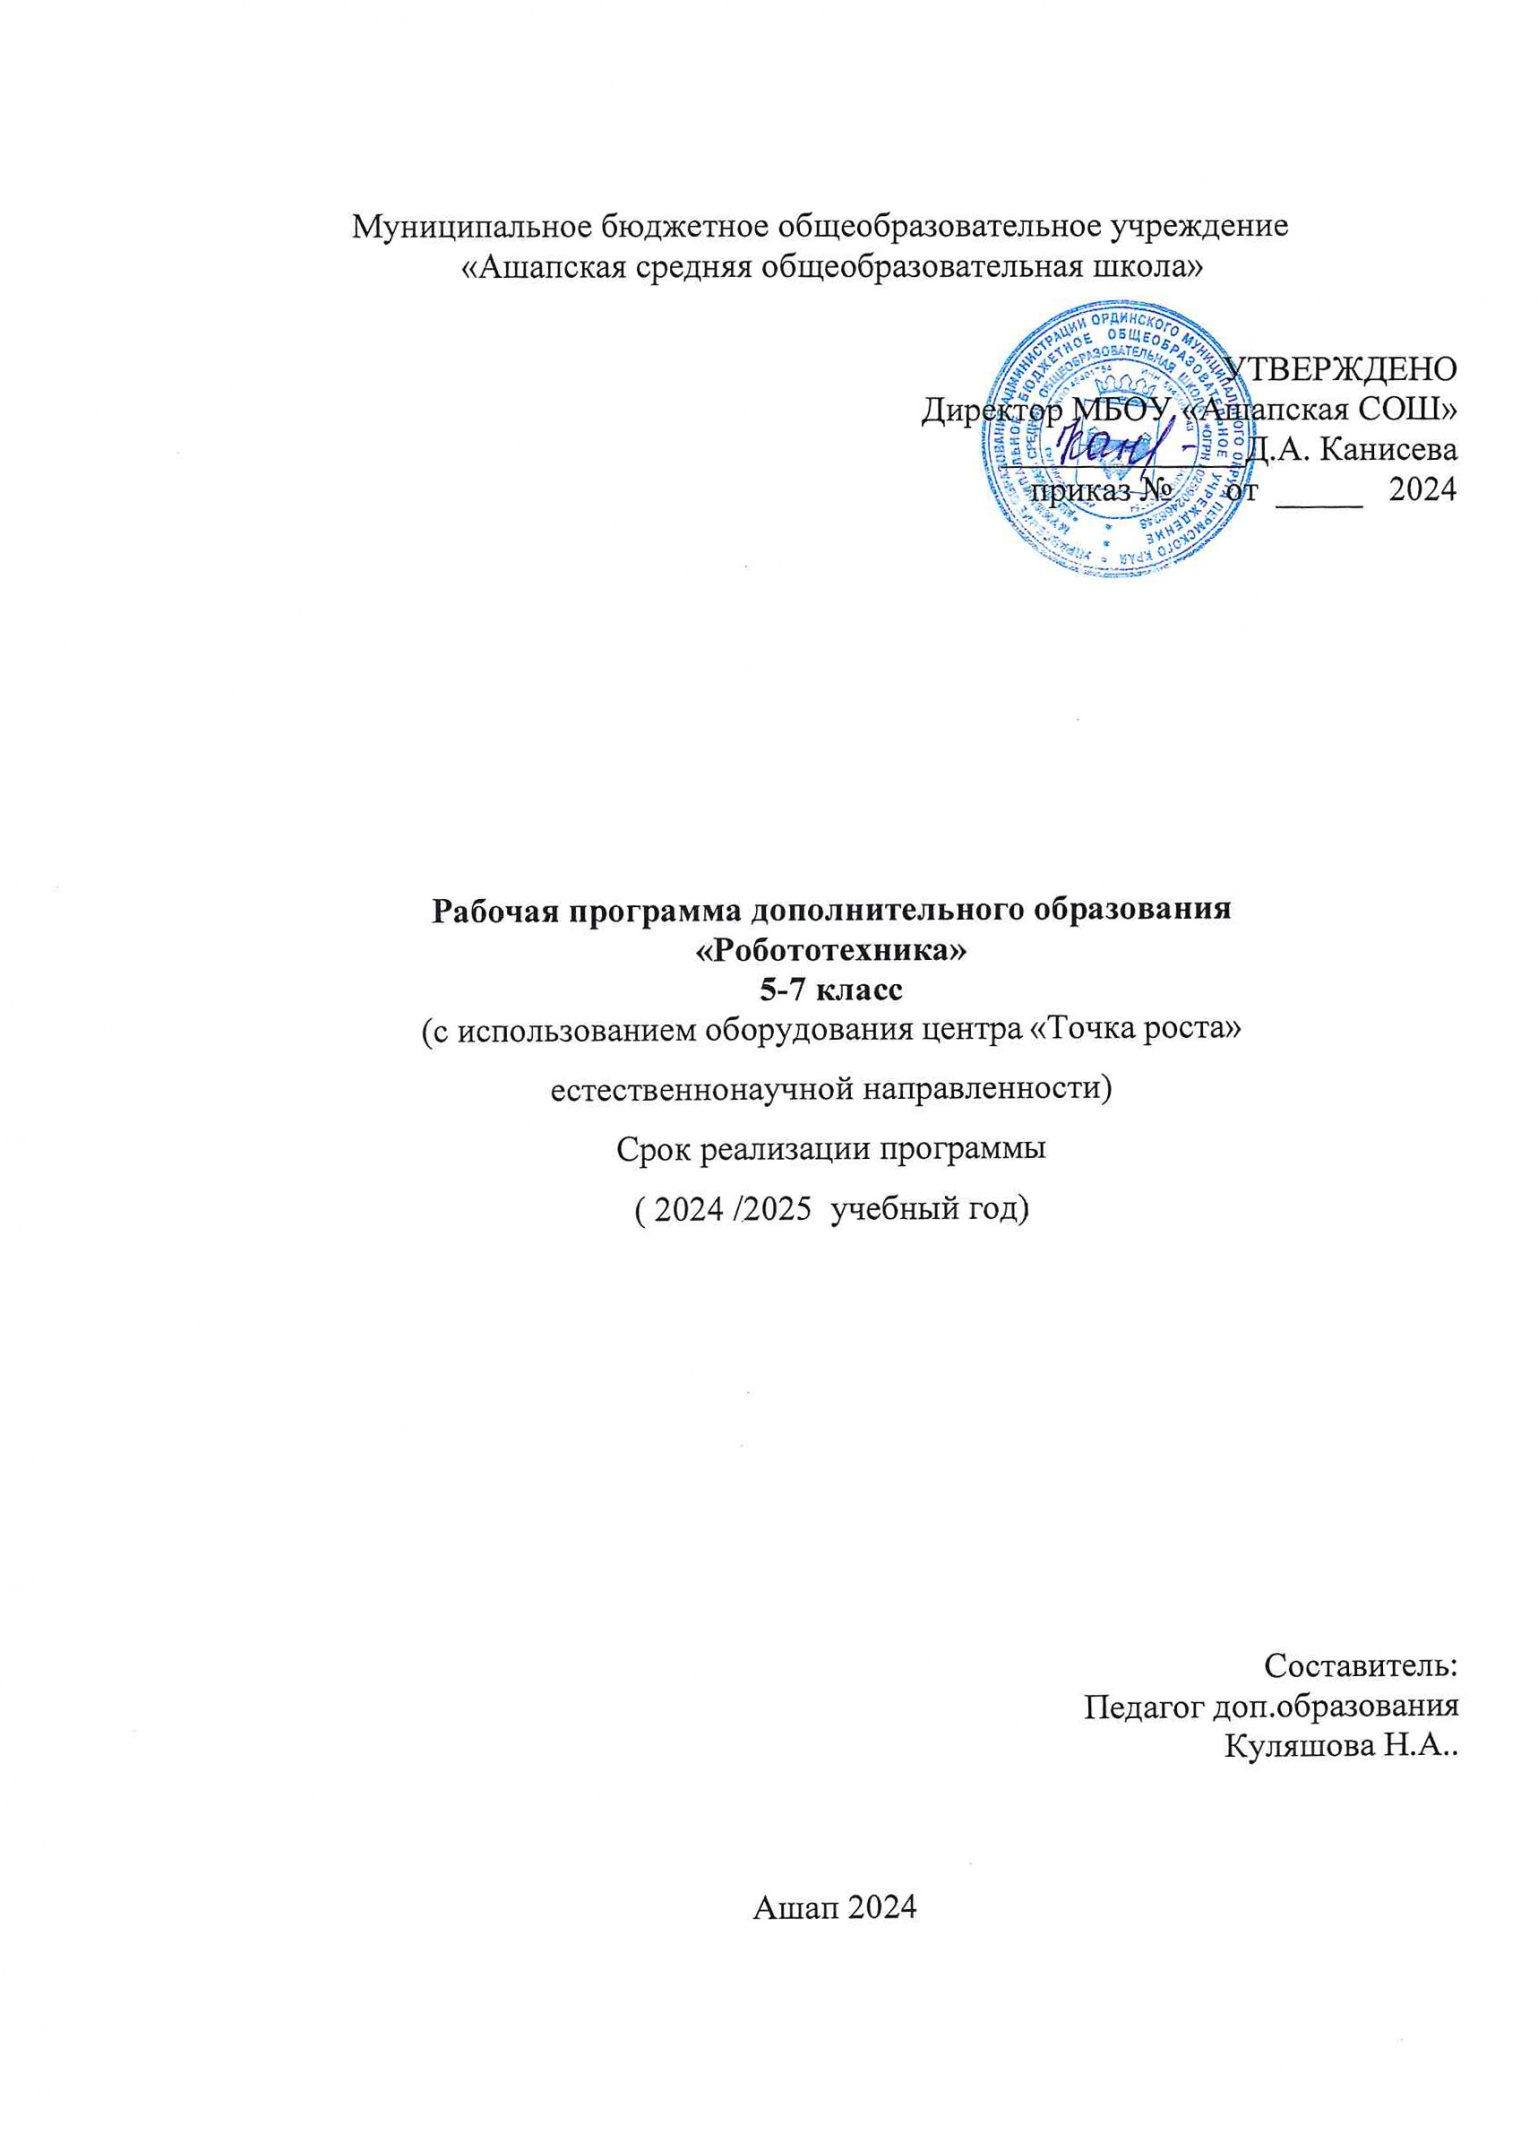 Муниципальное бюджетное общеобразовательное учреждение
«Ашапская средняя общеобразовательная школа»
УТВЕРЖДЕНО
Директор МБОУ «Ашапская СОШ»
Д.А. Канисева
приказ № от _____ 2024
Рабочая программа дополнительного образования
«Робототехника»
5-7 класс
(с использованием оборудования центра «Точка роста»
естественнонаучной направленности)
Срок реализации программы
( 2024 /2025 учебный год)
Составитель:
Педагог доп.образования
Куляшова Н.А..
Ашап 2024